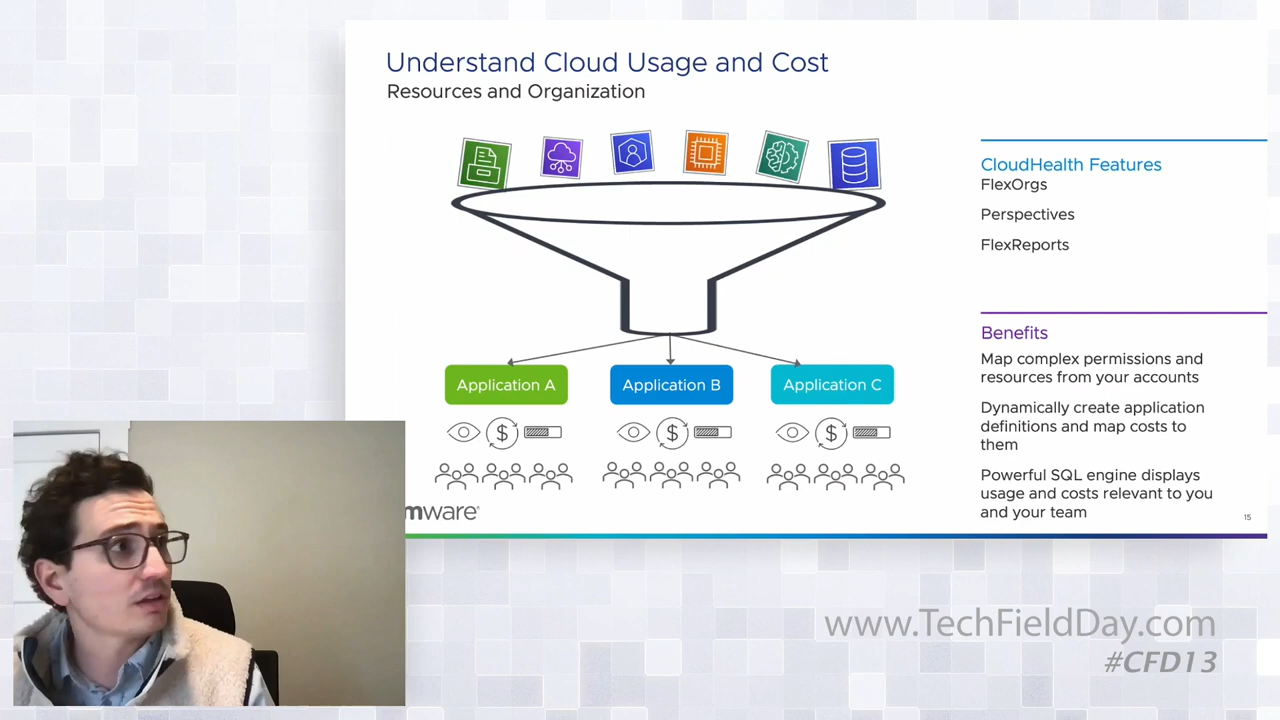 Understand Cloud Usage and Cost
Resources and Organization
CloudHealth Features
FlexOrgs
Perspectives
FlexReports
Application A
Application B
Application C
$
$
$
Benefits
Map complex permissions and
resources from your accounts
Dynamically create application
definitions and map costs to
them
Powerful SQL engine displays
usage and costs relevant to you
and your team
mware®
15
www.TechFieldDay.com
#CFD13